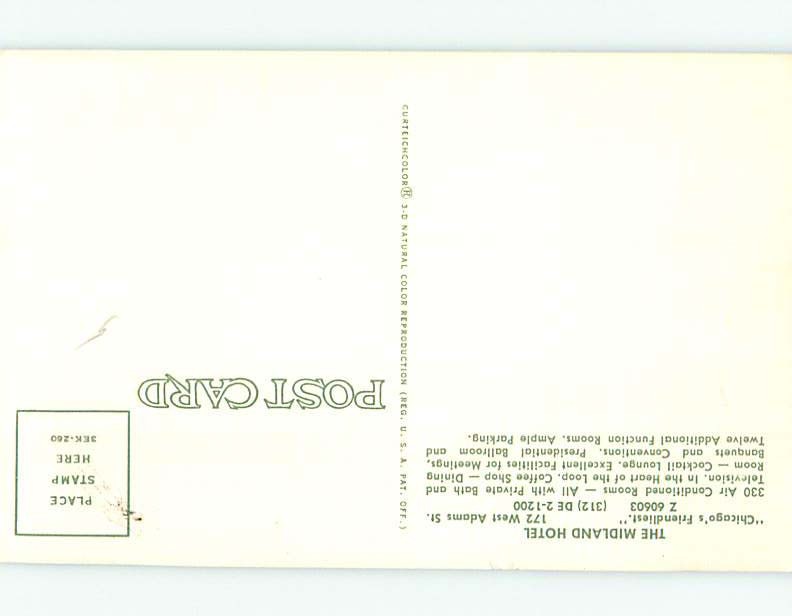 THE MIDLAND HOTEL
"Chicago's Friendliest." 172 West Adams St.
Z 60603 (312) DE 2-1200
330 Air Conditioned Rooms — All with Private Bath and
Television. In the Heart of the Loop. Coffee Shop — Dining
Room — Cocktail Lounge. Excellent Facilities for Meetings,
Banquets and Conventions. Presidential Ballroom and
Twelve Additional Function Rooms. Ample Parking.
CURTEICHCOLOR® 3-D NATURAL COLOR REPRODUCTION (REG. U. S. A. PAT. OFF.)
POST CARD
PLACE
STAMP
HERE
3EK-260